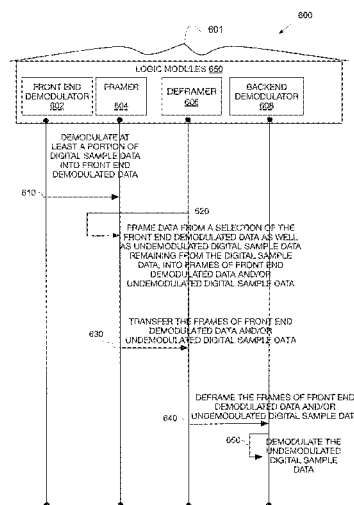 601
600
LOGIC MODULES 650
FRONT END
DEMODULATOR
602
FRAMER
604
DEFRAMER
606
BACKEND
DEMODULATOR
608
DEMODULATE AT
LEAST A PORTION OF
DIGITAL SAMPLE DATA
INTO FRONT END
DEMODULATED DATA
610
620
FRAME DATA FROM A SELECTION OF THE
FRONT END DEMODULATED DATA AS WELL
AS UNDEMODULATED DIGITAL SAMPLE DATA
REMAINING FROM THE DIGITAL SAMPLE
DATA, INTO FRAMES OF FRONT END
DEMODULATED DATA AND/OR
UNDEMODULATED DIGITAL SAMPLE DATA
TRANSFER THE FRAMES OF FRONT END
DEMODULATED DATA AND/OR
UNDEMODULATED DIGITAL SAMPLE DATA
630
DEFRAME THE FRAMES OF FRONT END
DEMODULATED DATA AND/OR
UNDEMODULATED DIGITAL SAMPLE DAT
640
650
DEMODULATE THE
UNDEMODULATED
DIGITAL SAMPLE
DATA